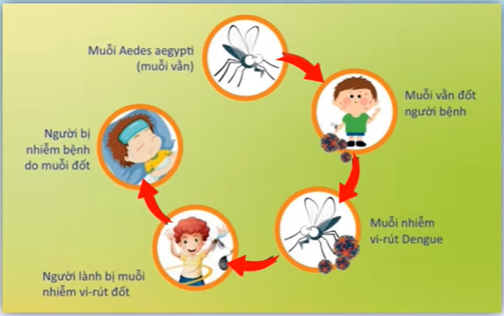 Muỗi Aedes aegypti
(muỗi vằn)
Muỗi vằn đốt
người bệnh
Muỗi nhiễm
vi-rút Dengue
Người lành bị muỗi
nhiễm vi-rút đốt
Người bị
nhiễm bệnh
do muỗi đốt